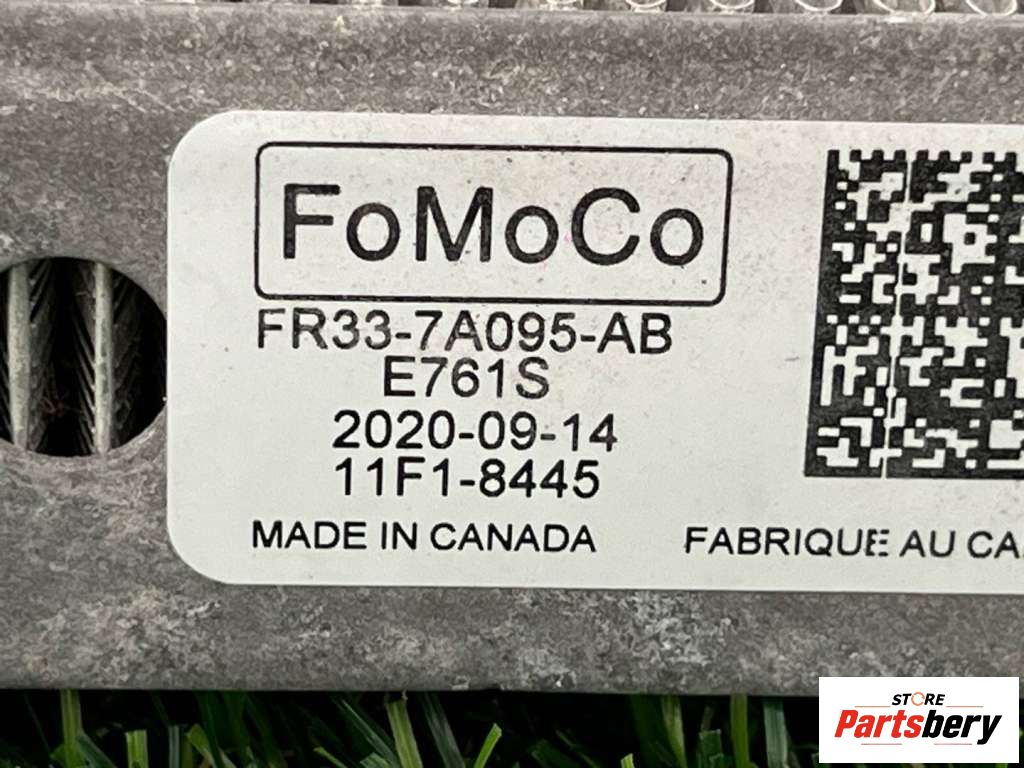 FoMoCo
FR33-7A095-AB
E761S
2020-09-14
11F1-8445
MADE IN CANADA FABRIQUE AU CA
STORE
Partsbery